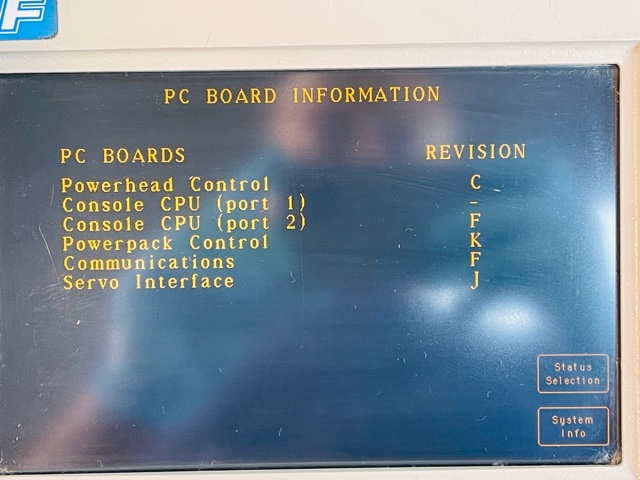 F
PC BOARD INFORMATION
PC BOARDS REVISION
Powerhead Control C
Console CPU (port 1) -
Console CPU (port 2) F
Powerpack Control K
Communications F
Servo Interface J
Status
Selection
System
Info